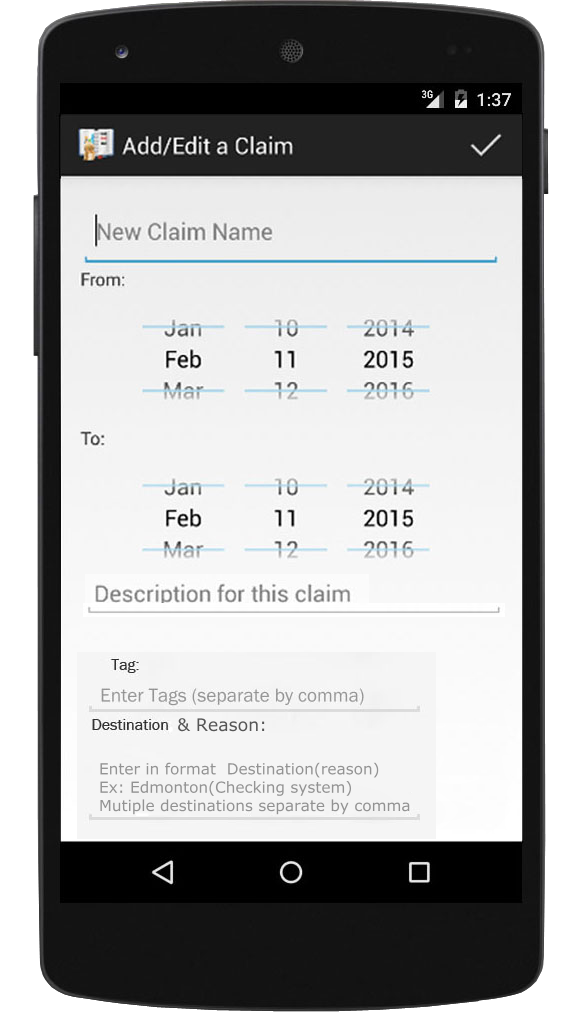 3G 1:37
Add/Edit a Claim
New Claim Name
From:
Jan 10 2014
Feb 11 2015
Mar 12 2016
To:
Jan 10 2014
Feb 11 2015
Mar 12 2016
Description for this claim
Tag:
Enter Tags (separate by comma)
Destination & Reason:
Enter in format Destination(reason)
Ex: Edmonton(Checking system)
Mutiple destinations separate by comma